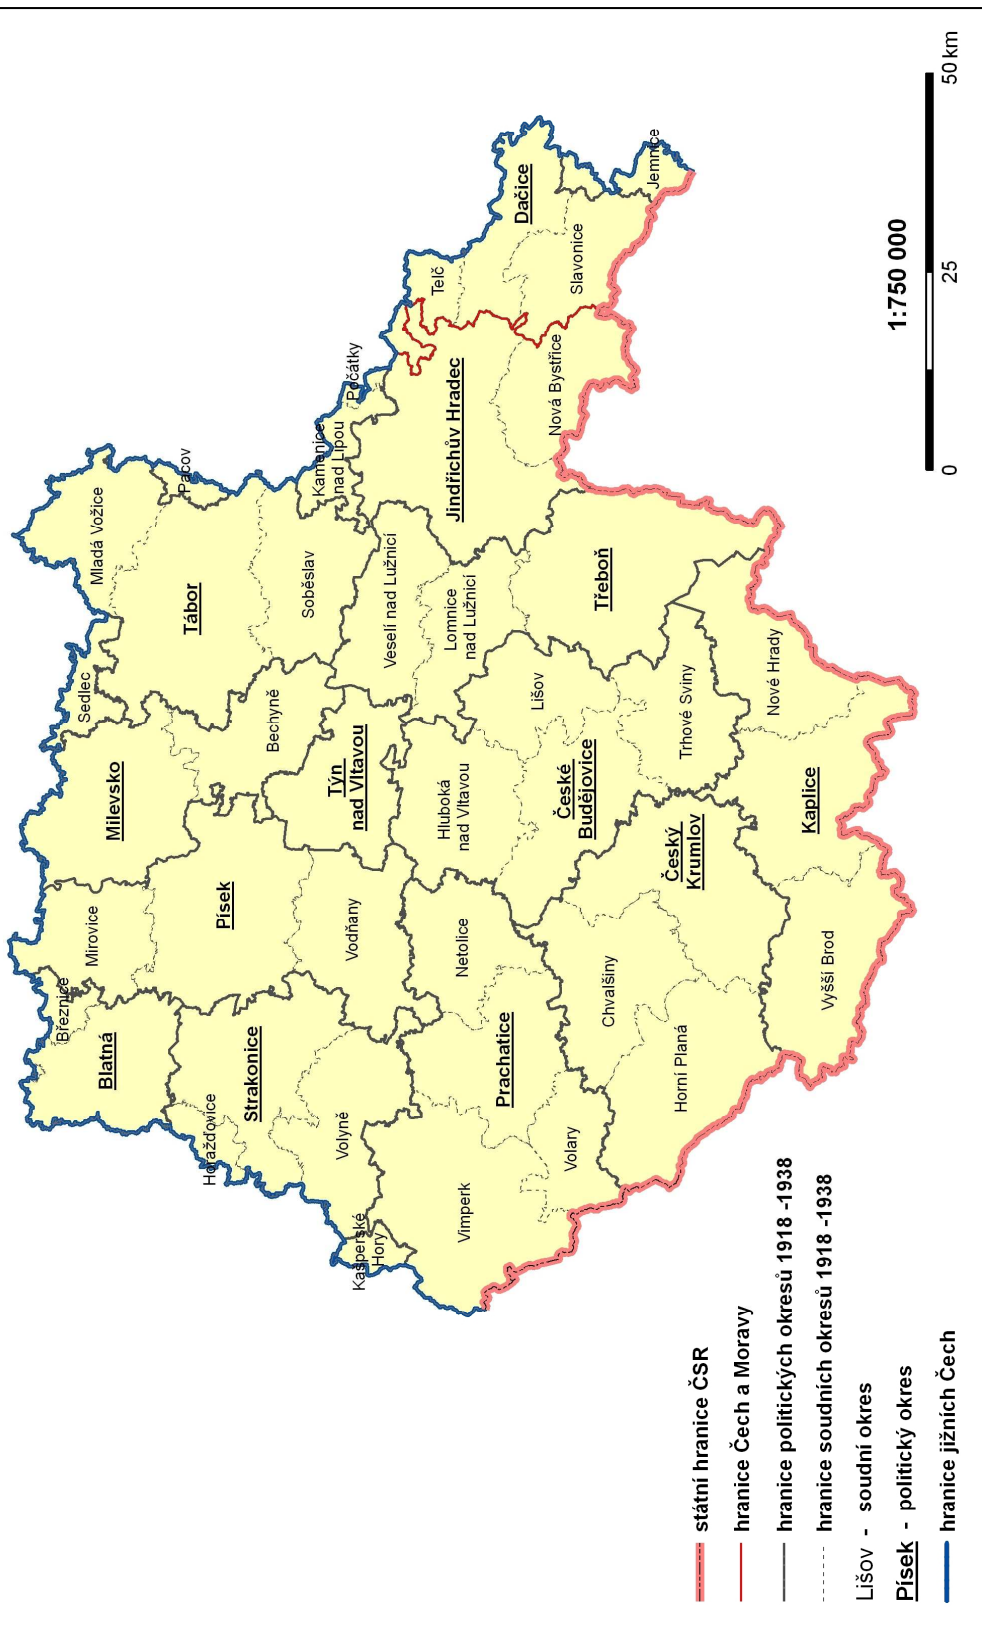 Mladá Vožice
Pacov
Sedlec
Tábor
Milevsko
Soběslav
Kamenice
nad Lipou
Počátky
Mirovice
Bechyně
Březnice
Písek
Blatná
Týn
nad Vltavou
Veselí nad Lužnicí
Jindřichův Hradec
Telč
Dačice
Jemnice
Slavonice
Nová Bystřice
Lomnice
nad Lužnicí
Vodňany
Strakonice
Horažďovice
Volyně
Hluboká
nad Vltavou
Lišov
Třeboň
Netolice
České
Budějovice
Kašperské
Hory
Vimperk
Prachatice
Trhové Sviny
Český
Krumlov
Nové Hrady
Chvalšiny
Volary
Horní Planá
Kaplice
Vyšší Brod
1:750 000
0
25
50 km
státní hranice ČSR
hranice Čech a Moravy
hranice politických okresů 1918 -1938
hranice soudních okresů 1918 -1938
Lišov - soudní okres
Písek - politický okres
hranice jižních Čech